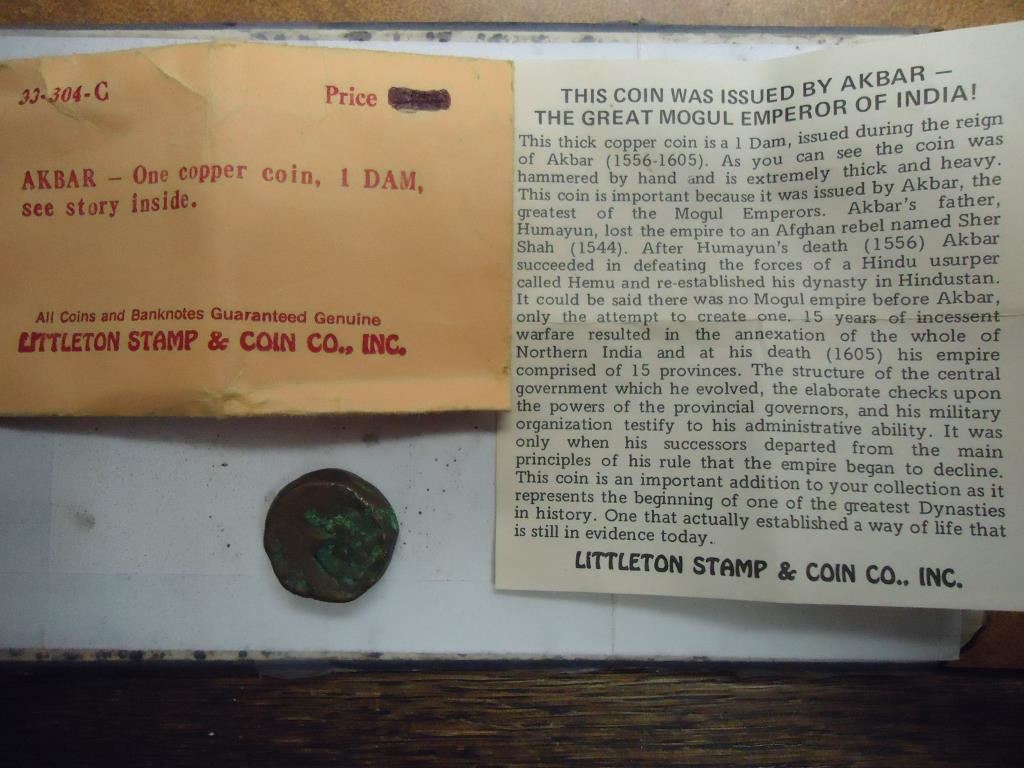 33-304-C
Price
AKBAR — One copper coin, 1 DAM,
see story inside.
All Coins and Banknotes Guaranteed Genuine
LITTLETON STAMP & COIN CO., INC.
THIS COIN WAS ISSUED BY AKBAR —
THE GREAT MOGUL EMPEROR OF INDIA!
This thick copper coin is a 1 Dam, issued during the reign
of Akbar (1556-1605). As you can see the coin was
hammered by hand and is extremely thick and heavy.
This coin is important because it was issued by Akbar, the
greatest of the Mogul Emperors. Akbar's father,
Humayun, lost the empire to an Afghan rebel named Sher
Shah (1544). After Humayun's death (1556) Akbar
succeeded in defeating the forces of a Hindu usurper
called Hemu and re-established his dynasty in Hindustan.
It could be said there was no Mogul empire before Akbar,
only the attempt to create one. 15 years of incessent
warfare resulted in the annexation of the whole of
Northern India and at his death (1605) his empire
comprised of 15 provinces. The structure of the central
government which he evolved, the elaborate checks upon
the powers of the provincial governors, and his military
organization testify to his administrative ability. It was
only when his successors departed from the main
principles of his rule that the empire began to decline.
This coin is an important addition to your collection as it
represents the beginning of one of the greatest Dynasties
in history. One that actually established a way of life that
is still in evidence today.
LITTLETON STAMP & COIN CO., INC.